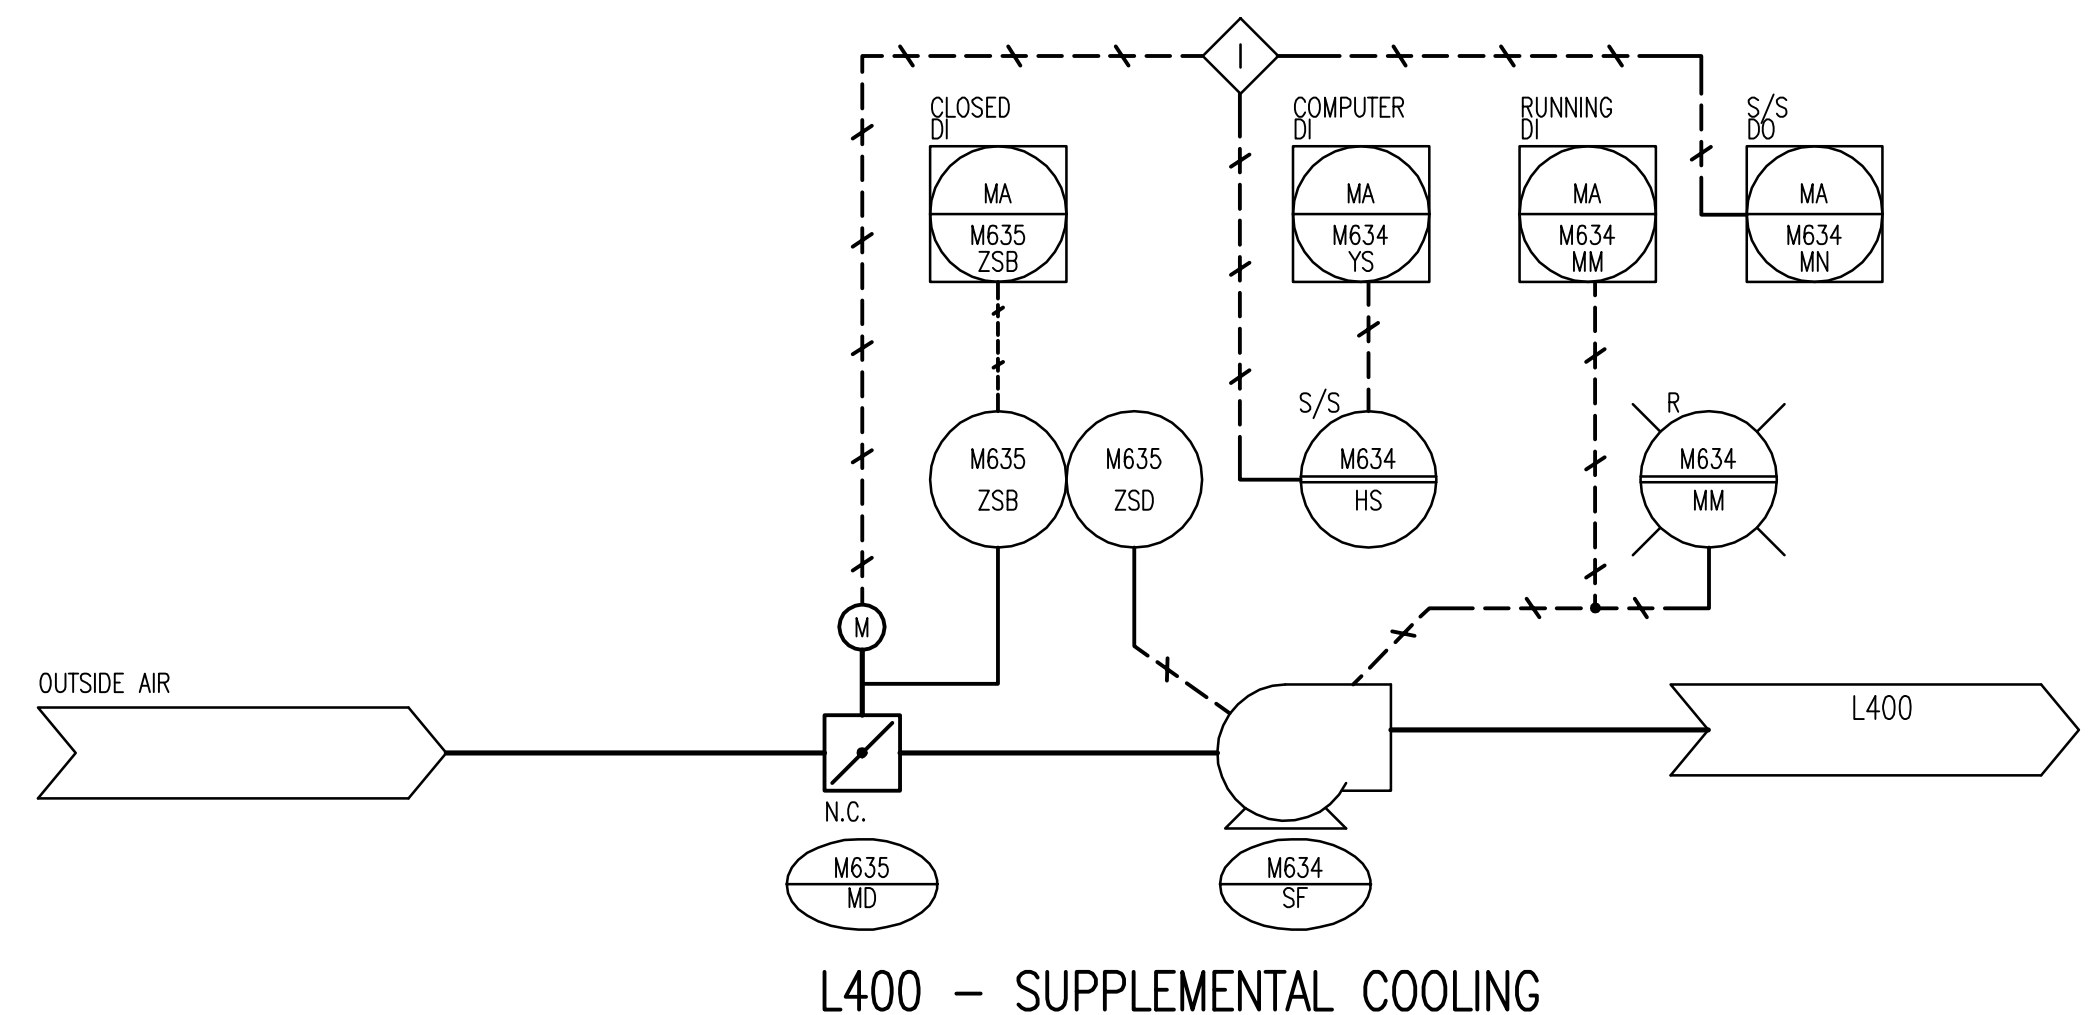 I
CLOSED
DI
COMPUTER
DI
RUNNING
DI
S/S
DO
MA
M635
ZSB
MA
M634
YS
MA
M634
MM
MA
M634
MN
S/S
R
M635
ZSB
M635
ZSD
M634
HS
M634
MM
M
OUTSIDE AIR
L400
N.C.
M635
MD
M634
SF
L400 - SUPPLEMENTAL COOLING